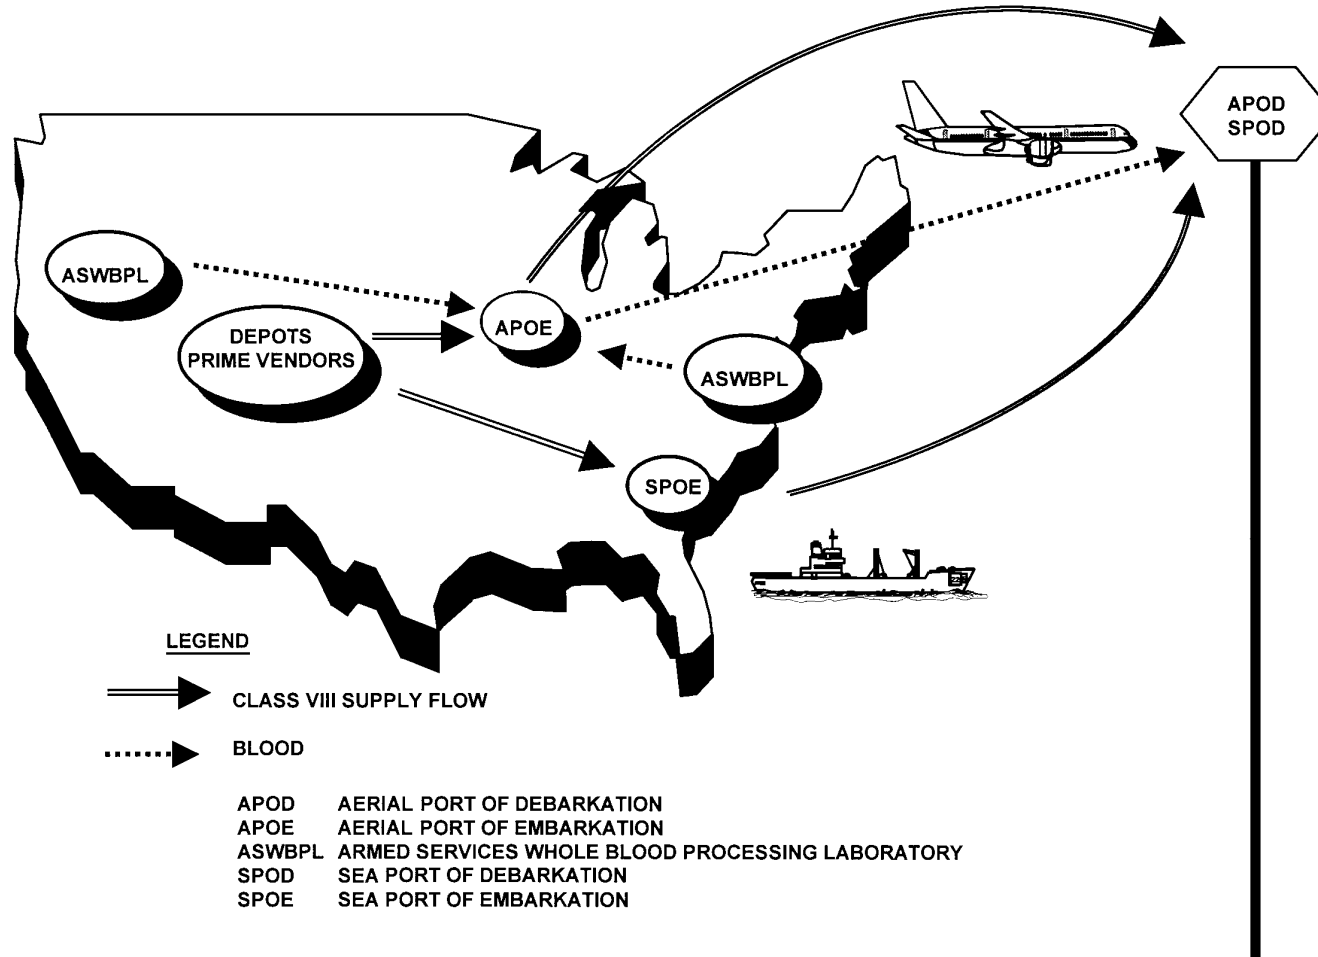 APOD
SPOD
ASWBPL
APOE
DEPOTS
PRIME VENDORS
ASWBPL
SPOE
LEGEND
CLASS VIII SUPPLY FLOW
BLOOD
APOD AERIAL PORT OF DEBARKATION
APOE AERIAL PORT OF EMBARKATION
ASWBPL ARMED SERVICES WHOLE BLOOD PROCESSING LABORATORY
SPOD SEA PORT OF DEBARKATION
SPOE SEA PORT OF EMBARKATION